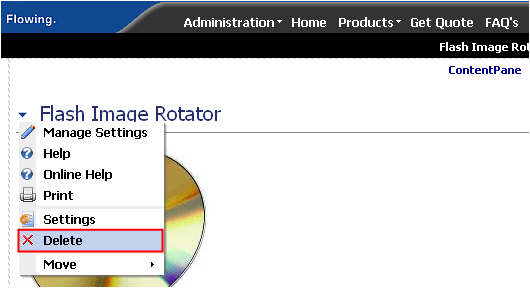 Flowing.
Administration Home Products Get Quote FAQ's
Flash Image Rot
ContentPane
Flash Image Rotator
Manage Settings
Help
Online Help
Print
Settings
Delete
Move